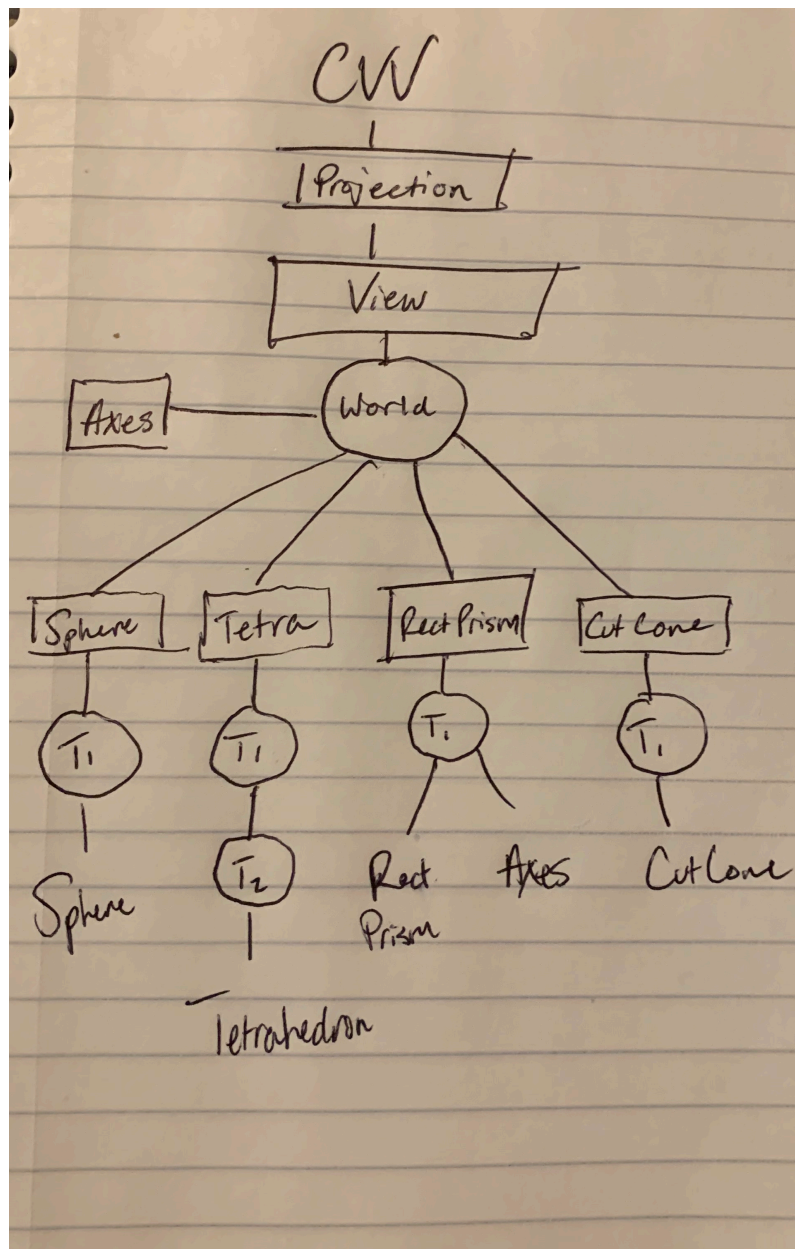 CVV
Projection
View
Axes
World
Sphere
Tetra
RectPrism
CutCone
T1
T1
T1
T1
T2
Sphere
Rect
Prism
Axes
CutCone
Tetrahedron